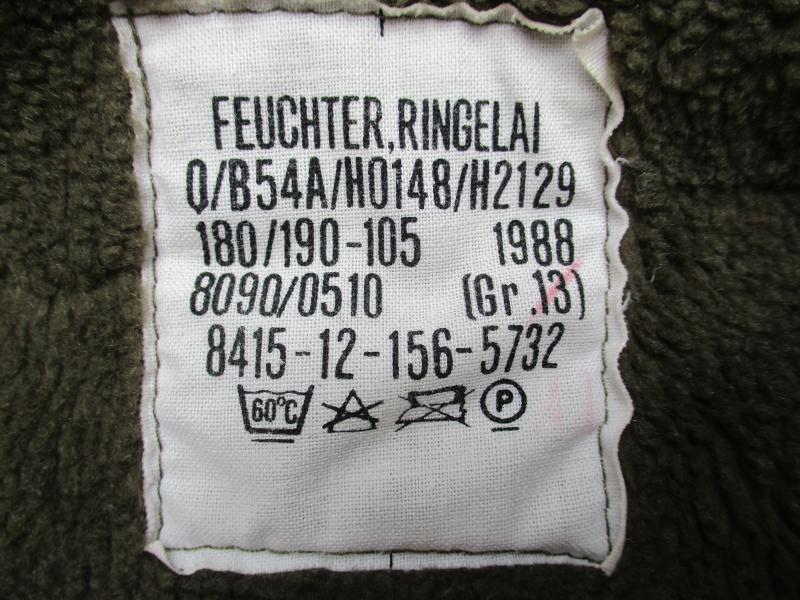 FEUCHTER,RINGELAI
Q/B54A/H0148/H2129
180/190-105 1988
8090/0510 (Gr.13)
8415-12-156-5732
60°C P